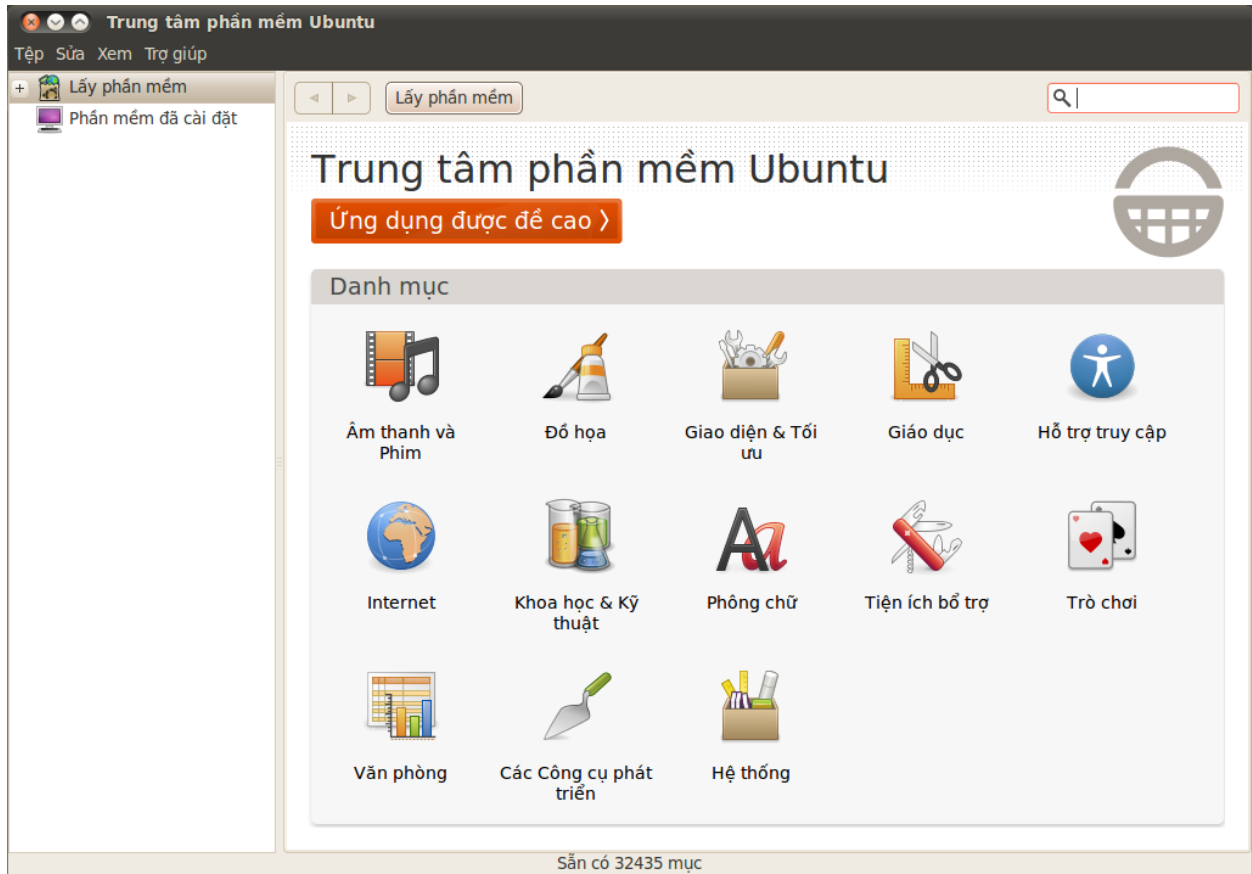 Trung tâm phần mềm Ubuntu
Tệp Sửa Xem Trợ giúp
Lấy phần mềm
Phần mềm đã cài đặt
Lấy phần mềm
Trung tâm phần mềm Ubuntu
Ứng dụng được đề cao
Danh mục
Âm thanh và
Phim
Đồ họa
Giao diện & Tối
ưu
Giáo dục
Hỗ trợ truy cập
Internet
Khoa học & Kỹ
thuật
Phông chữ
Tiện ích bổ trợ
Trò chơi
Văn phòng
Các Công cụ phát
triển
Hệ thống
Sẵn có 32435 mục